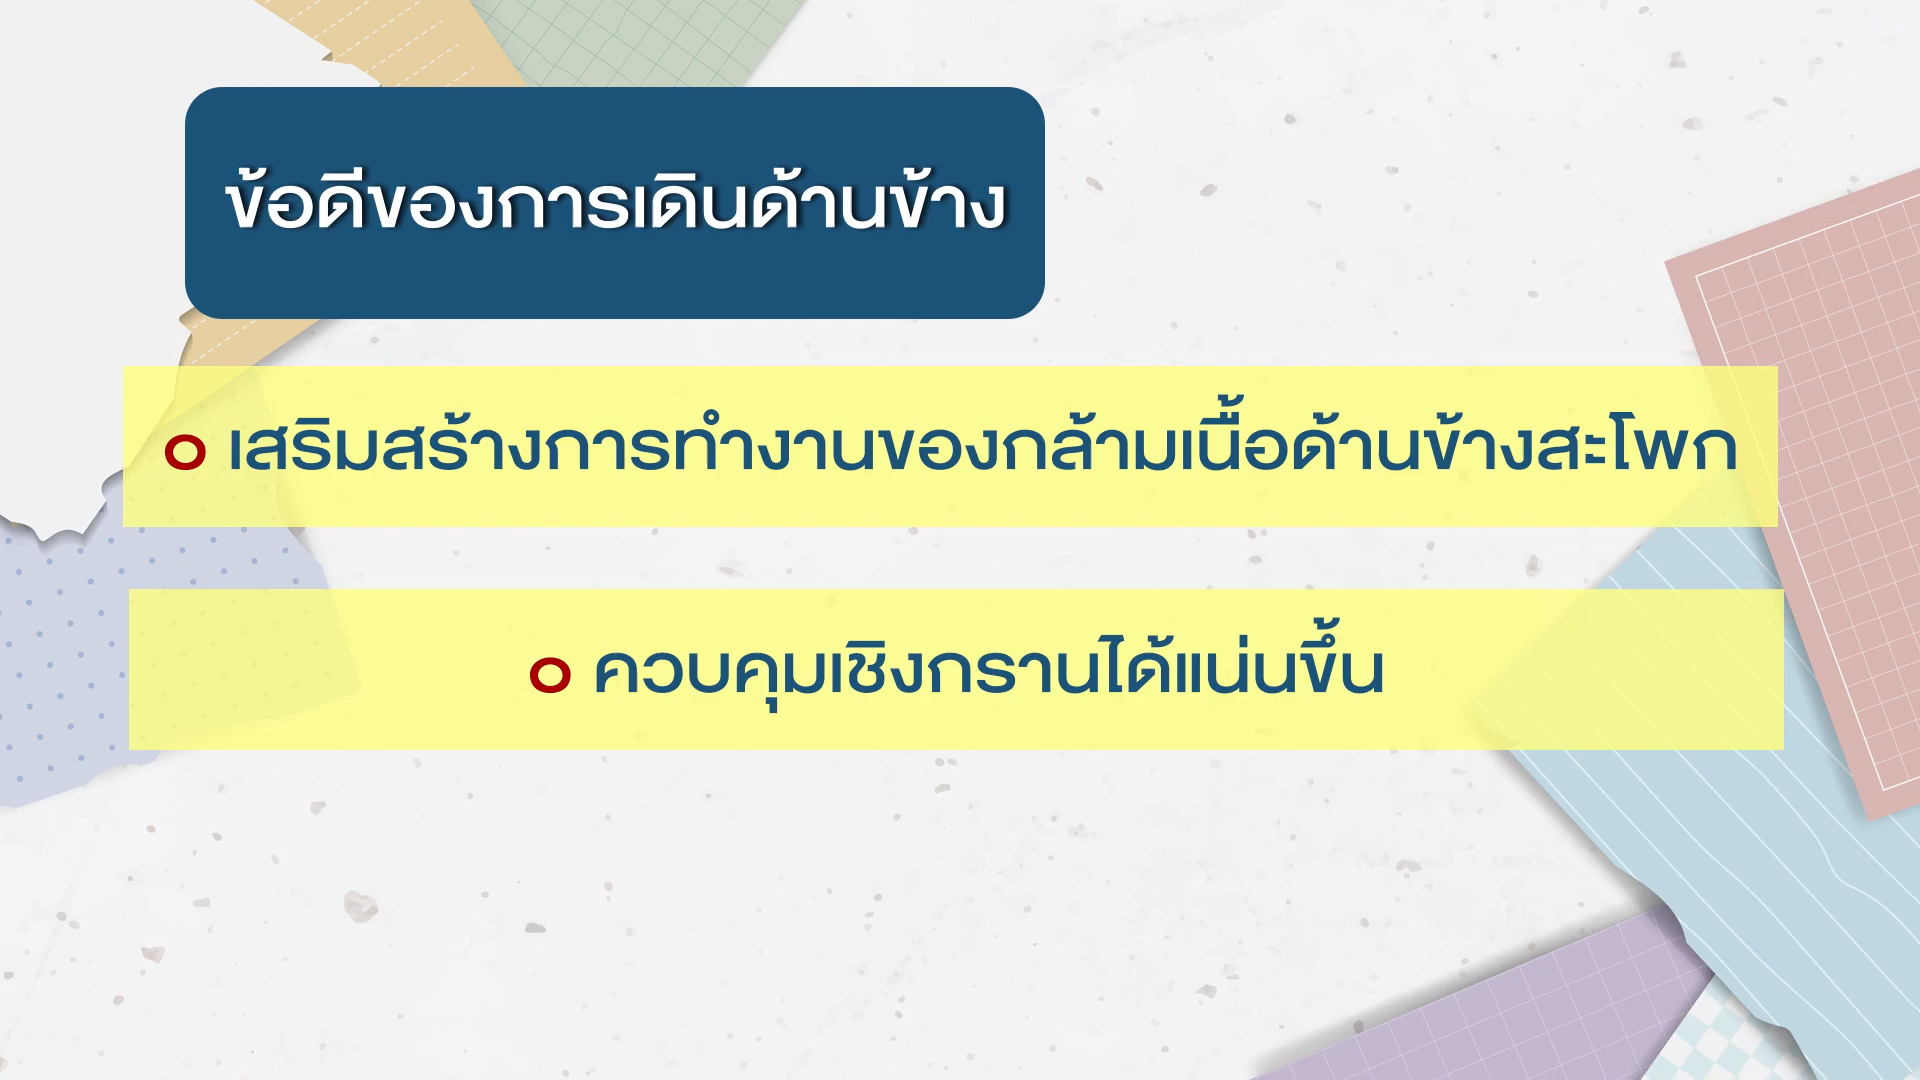 ข้อดีของการเดินด้านข้าง
o เสริมสร้างการทำงานของกล้ามเนื้อด้านข้างสะโพก
o ควบคุมเชิงกรานได้แน่นขึ้น